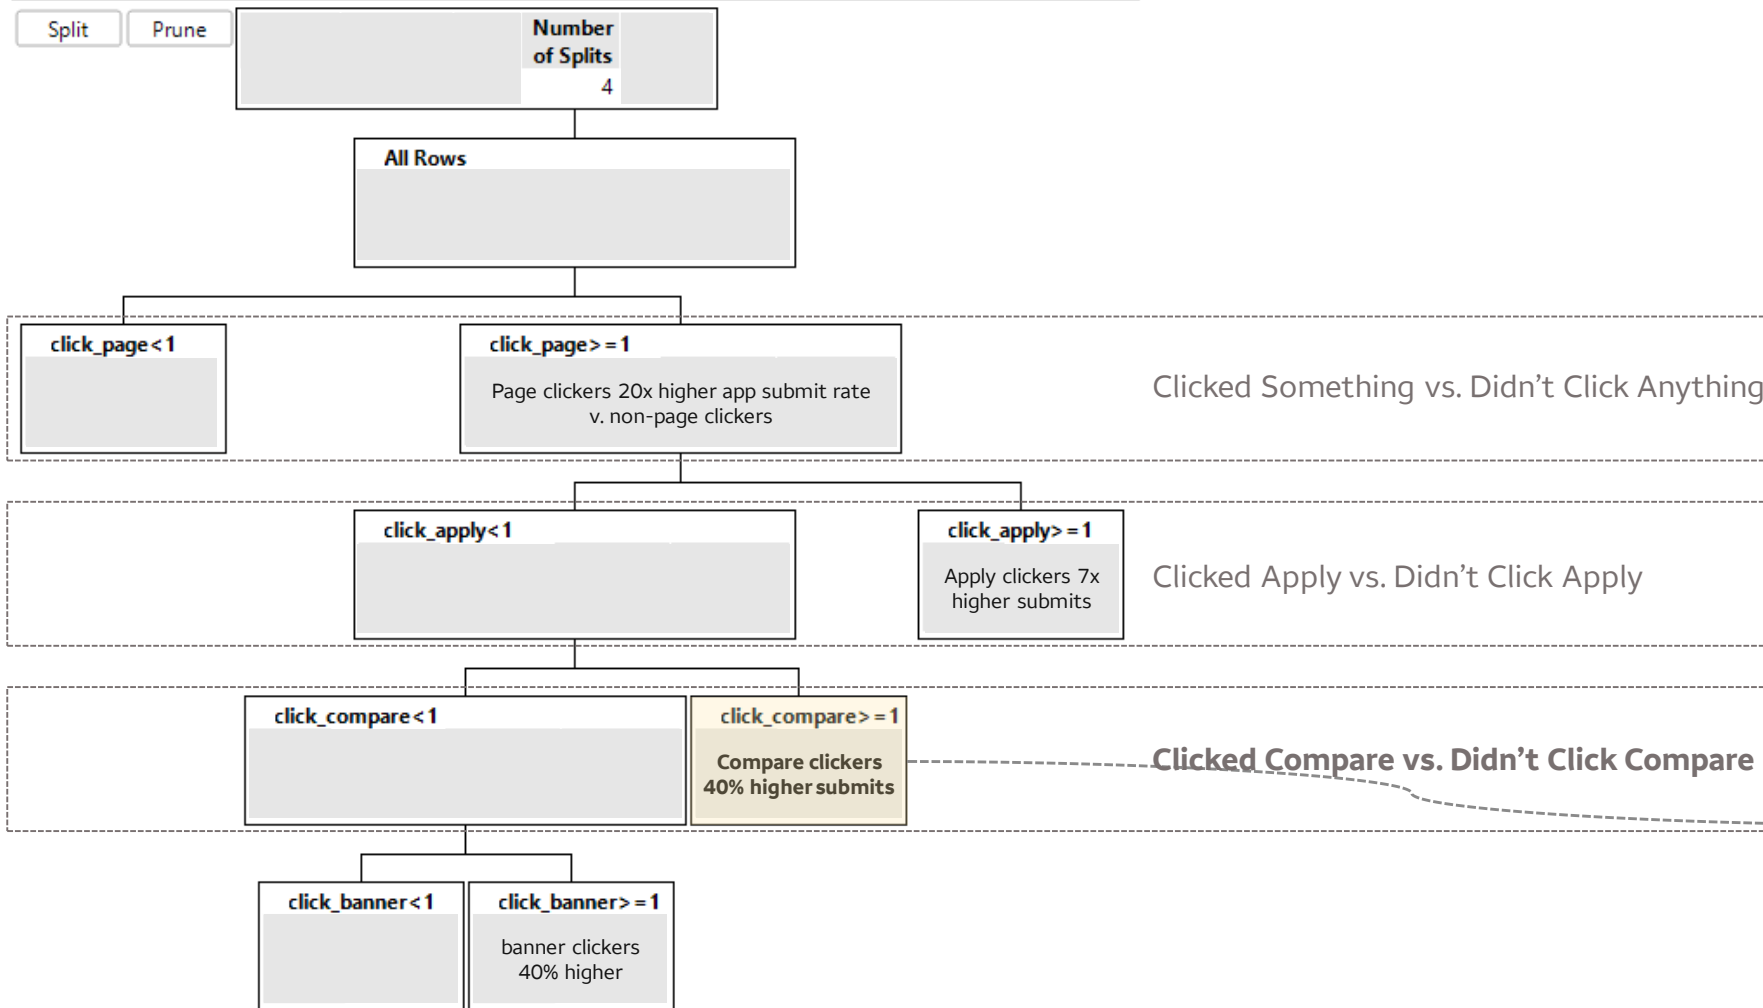 Split
Prune
Number
of Splits
4
All Rows
click_page<1
click_page>=1
Page clickers 20x higher app submit rate
v. non-page clickers
Clicked Something vs. Didn’t Click Anything
click_apply<1
click_apply>=1
Apply clickers 7x
higher submits
Clicked Apply vs. Didn’t Click Apply
click_compare<1
click_compare>=1
Compare clickers
40% higher submits
Clicked Compare vs. Didn’t Click Compare
click_banner<1
click_banner>=1
banner clickers
40% higher